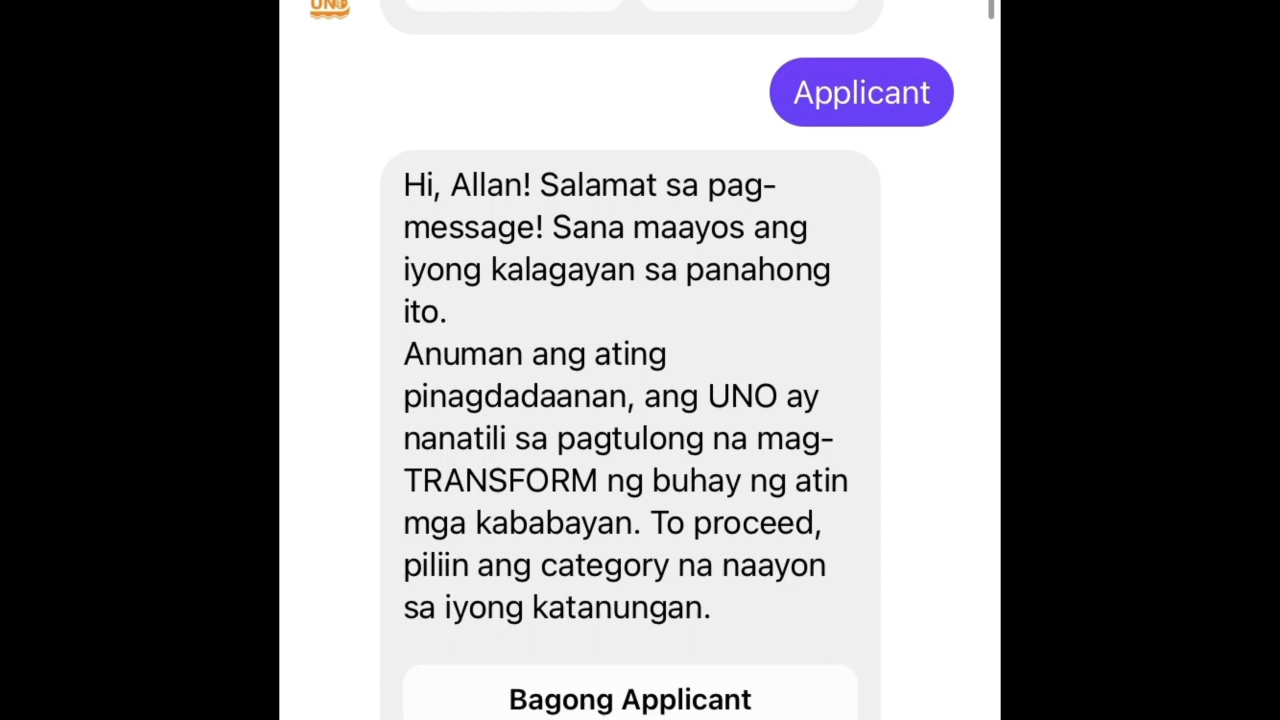 UNO
Applicant
Hi, Allan! Salamat sa pag-
message! Sana maayos ang
iyong kalagayan sa panahong
ito.
Anuman ang ating
pinagdadaanan, ang UNO ay
nanatili sa pagtulong na mag-
TRANSFORM ng buhay ng atin
mga kababayan. To proceed,
piliin ang category na naayon
sa iyong katanungan.
Bagong Applicant